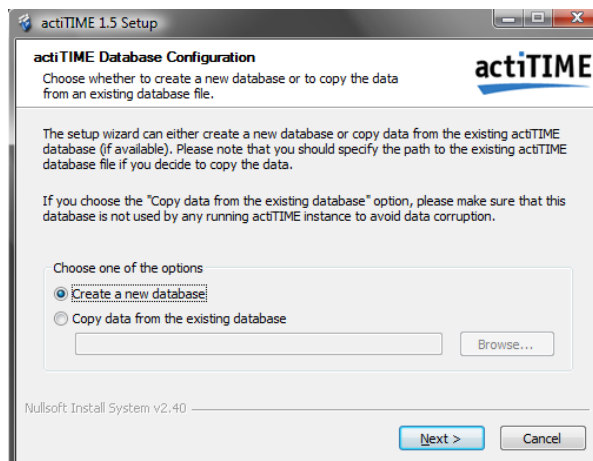 actiTIME 1.5 Setup
actiTIME Database Configuration
Choose whether to create a new database or to copy the data
from an existing database file.
actiTIME
The setup wizard can either create a new database or copy data from the existing actiTIME
database (if available). Please note that you should specify the path to the existing actiTIME
database file if you decide to copy the data.
If you choose the "Copy data from the existing database" option, please make sure that this
database is not used by any running actiTIME instance to avoid data corruption.
Choose one of the options
Create a new database
Copy data from the existing database
Browse...
Nullsoft Install System v2.40
Next >
Cancel